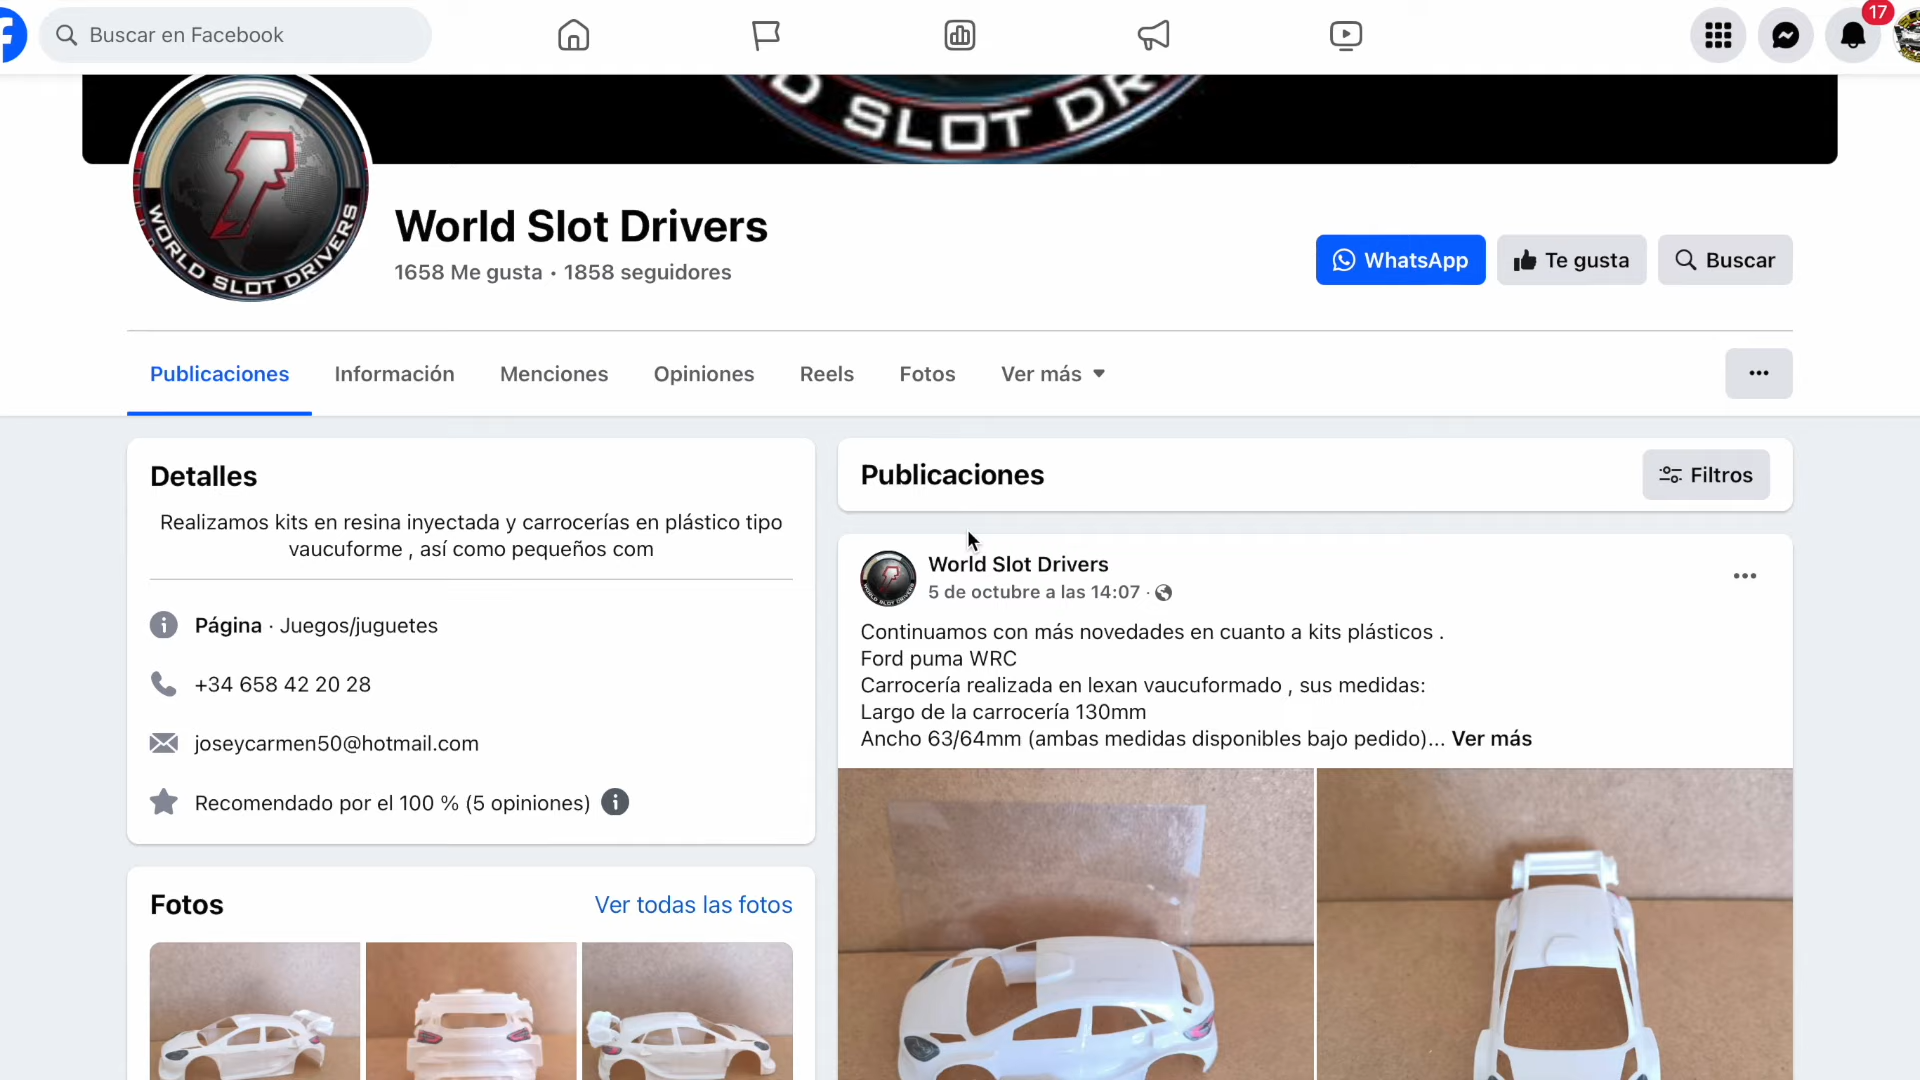 Buscar en Facebook
17
D SLOT DR
WORLD SLOT DRIVERS
World Slot Drivers
1658 Me gusta · 1858 seguidores
WhatsApp
Te gusta
Buscar
Publicaciones
Información
Menciones
Opiniones
Reels
Fotos
Ver más
Detalles
Realizamos kits en resina inyectada y carrocerías en plástico tipo
vaucuforme , así como pequeños com
Página · Juegos/juguetes
+34 658 42 20 28
joseycarmen50@hotmail.com
Recomendado por el 100 % (5 opiniones)
Fotos
Ver todas las fotos
Publicaciones
Filtros
World Slot Drivers
5 de octubre a las 14:07 ·
Continuamos con más novedades en cuanto a kits plásticos .
Ford puma WRC
Carrocería realizada en lexan vaucuformado , sus medidas:
Largo de la carrocería 130mm
Ancho 63/64mm (ambas medidas disponibles bajo pedido)... Ver más